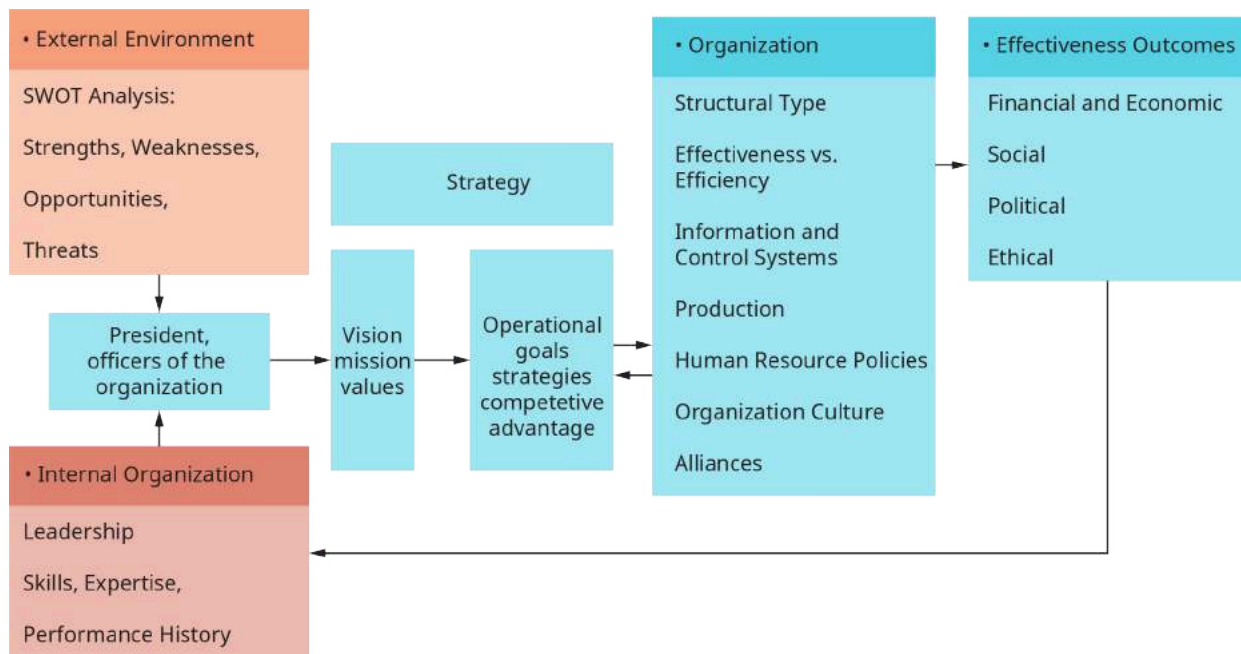 • External Environment
SWOT Analysis:
Strengths, Weaknesses,
Opportunities,
Threats
President,
officers of the
organization
• Internal Organization
Leadership
Skills, Expertise,
Performance History
Strategy
Vision
mission
values
Operational
goals
strategies
competetive
advantage
• Organization
Structural Type
Effectiveness vs.
Efficiency
Information and
Control Systems
Production
Human Resource Policies
Organization Culture
Alliances
• Effectiveness Outcomes
Financial and Economic
Social
Political
Ethical